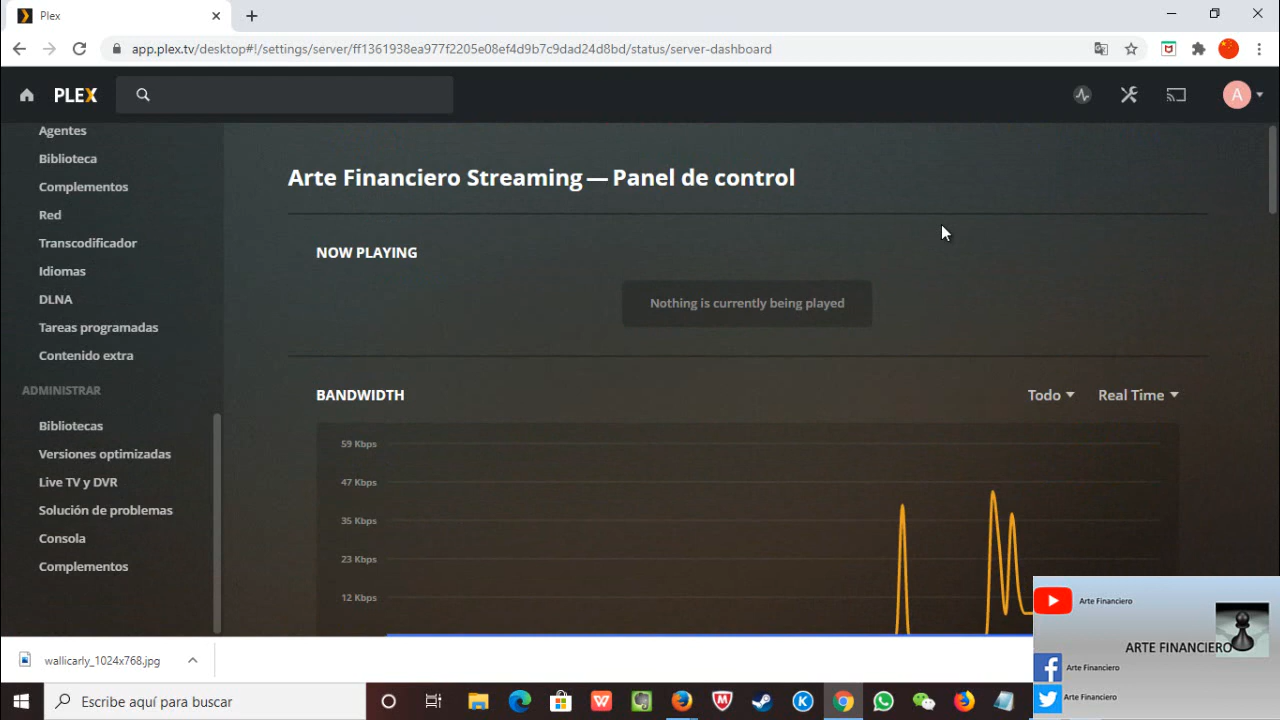 Plex
app.plex.tv/desktop#!/settings/server/ff1361938ea977f2205e08ef4d9b7c9dad24d8bd/status/server-dashboard
PLEX
A
Agentes
Biblioteca
Complementos
Red
Transcodificador
Idiomas
DLNA
Tareas programadas
Contenido extra
ADMINISTRAR
Bibliotecas
Versiones optimizadas
Live TV y DVR
Solución de problemas
Consola
Complementos
Arte Financiero Streaming — Panel de control
NOW PLAYING
Nothing is currently being played
BANDWIDTH
Todo
Real Time
59 Kbps
47 Kbps
35 Kbps
23 Kbps
12 Kbps
Arte Financiero
ARTE FINANCIERO
Arte Financiero
Arte Financiero
wallicarly_1024x768.jpg
Escribe aquí para buscar